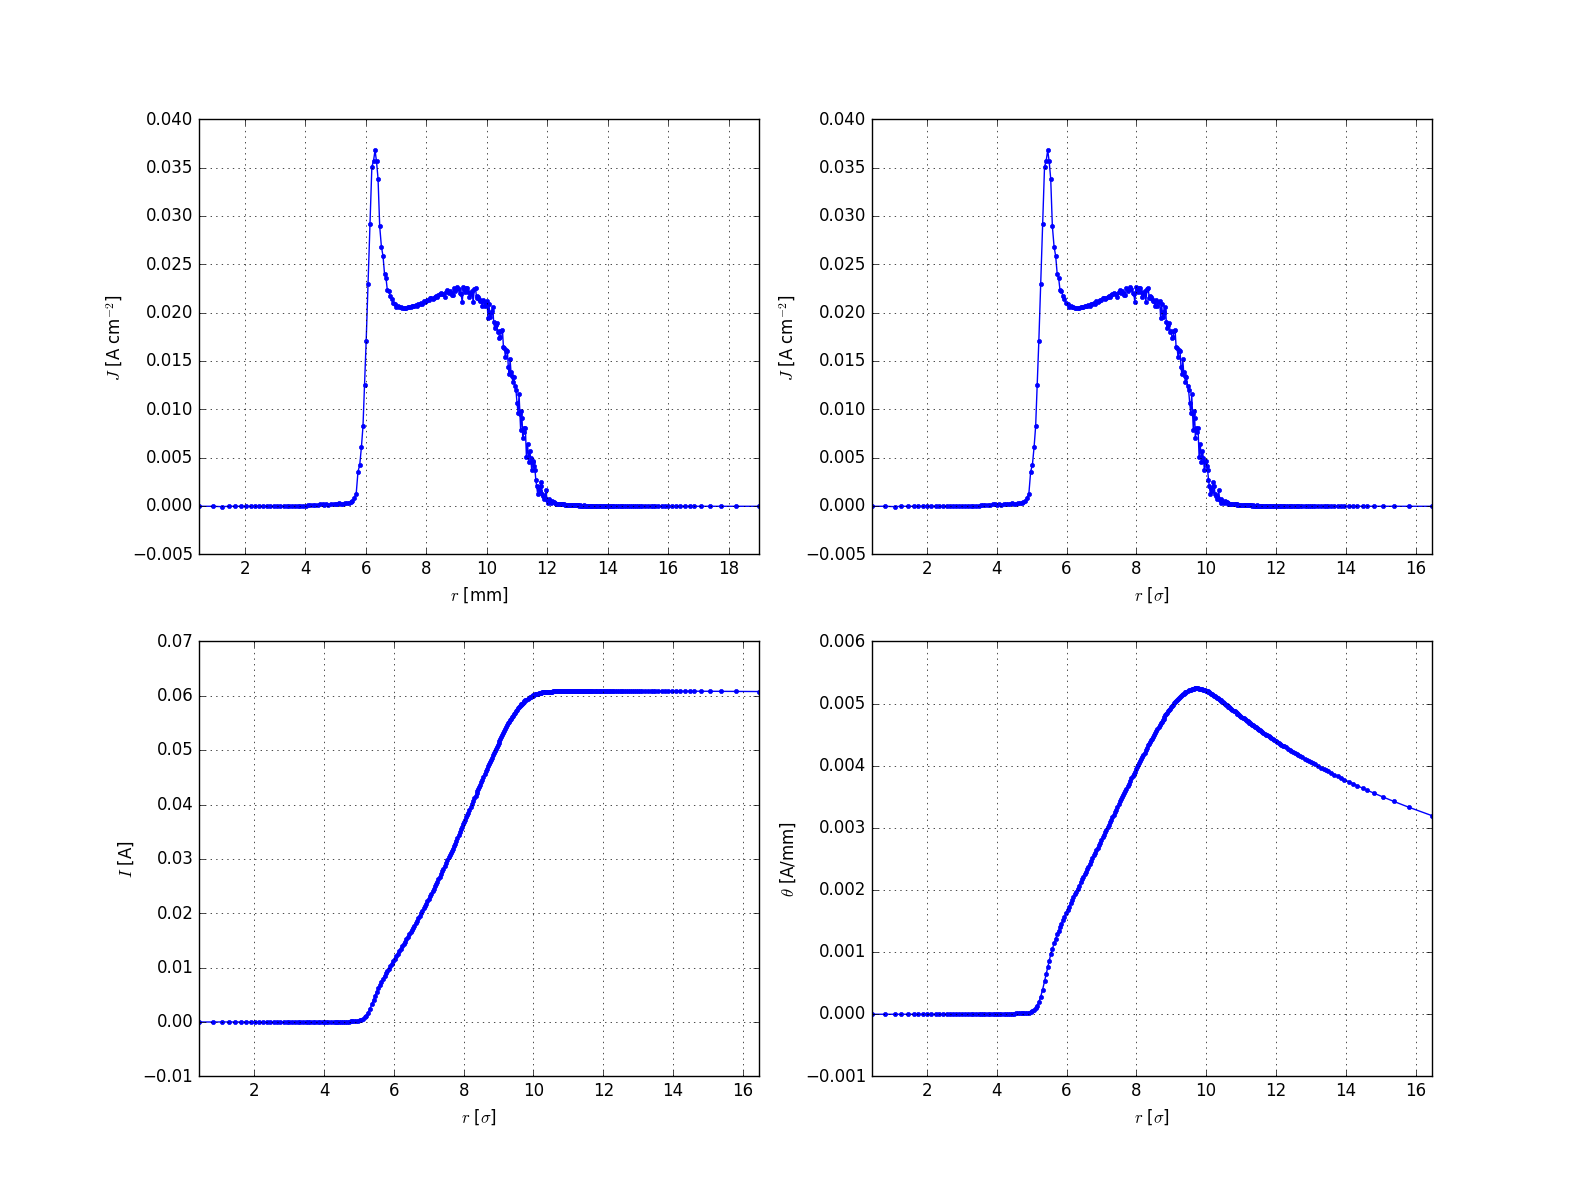 0.040 0.035 0.030 0.025 0.020 0.015 0.010 0.005 0.000 −0.005
J [A cm⁻²]
2 4 6 8 10 12 14 16 18
r [mm]
0.040 0.035 0.030 0.025 0.020 0.015 0.010 0.005 0.000 −0.005
J [A cm⁻²]
2 4 6 8 10 12 14 16
r [σ]
0.07 0.06 0.05 0.04 0.03 0.02 0.01 0.00 −0.01
I [A]
2 4 6 8 10 12 14 16
r [σ]
0.006 0.005 0.004 0.003 0.002 0.001 0.000 −0.001
θ [A/mm]
2 4 6 8 10 12 14 16
r [σ]